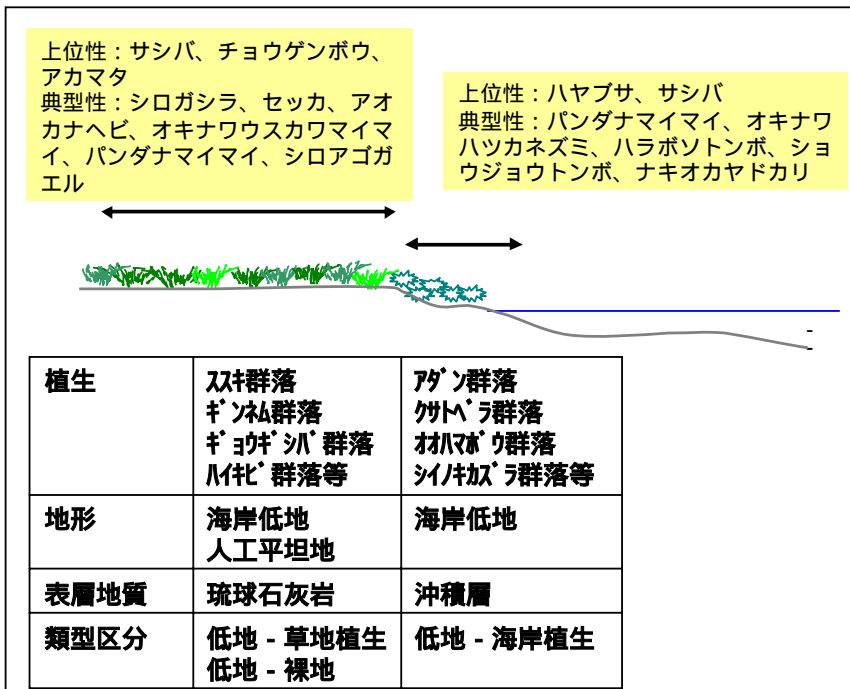 上位性：サシバ、チョウゲンボウ、
アカマタ
典型性：シロガシラ、セッカ、アオ
カナヘビ、オキナワウスカワマイマ
イ、パンダナマイマイ、シロアゴガ
エル
上位性：ハヤブサ、サシバ
典型性：パンダナマイマイ、オキナワ
ハツカネズミ、ハラボソトンボ、ショ
ウジョウトンボ、ナキオカヤドカリ
植生
ｽｽｷ群落
ｷﾞﾝﾈﾑ群落
ｷﾞｮｳｷﾞｼﾊﾞ群落
ﾊｲｷﾋﾞ群落等
ｱﾀﾞﾝ群落
ｸｻﾄﾍﾞﾗ群落
ｵｵﾊﾏﾎﾞｳ群落
ｼｲﾉｷｶｽﾞﾗ群落等
地形
海岸低地
人工平坦地
海岸低地
表層地質
琉球石灰岩
沖積層
類型区分
低地 - 草地植生
低地 - 裸地
低地 - 海岸植生